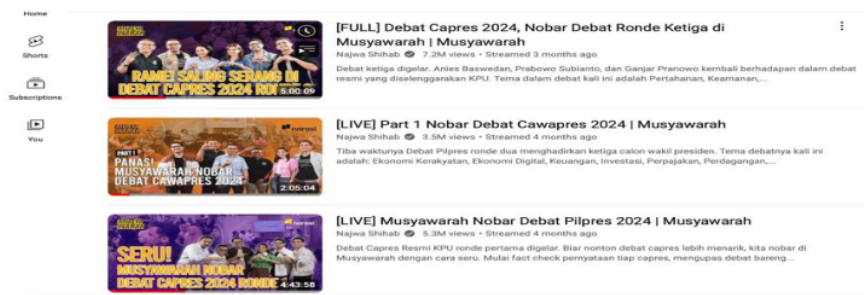 Home
Shorts
Subscriptions
You
RAMEI SALING SERANG DI
DEBAT CAPRES 2024 RON
5:00:09
[FULL] Debat Capres 2024, Nobar Debat Ronde Ketiga di
Musyawarah | Musyawarah
Najwa Shihab 7.2M views • Streamed 3 months ago
Debat ketiga digelar. Anies Baswedan, Prabowo Subianto, dan Ganjar Pranowo kembali berhadapan dalam debat
resmi yang diselenggarakan KPU. Tema dalam debat kali ini adalah Pertahanan, Keamanan,...
narasi
PART 1
PANAS!
MUSYAWARAH NOBAR
DEBAT CAWAPRES 2024
2:05:04
[LIVE] Part 1 Nobar Debat Cawapres 2024 | Musyawarah
Najwa Shihab 3.5M views • Streamed 4 months ago
Tiba waktunya Debat Pilpres ronde dua menghadirkan ketiga calon wakil presiden. Tema debatnya kali ini
adalah: Ekonomi Kerakyatan, Ekonomi Digital, Keuangan, Investasi, Perpajakan, Perdagangan,...
SERU!
MUSYAWARAH NOBAR
DEBAT CAPRES 2024 RONDE
4:43:58
[LIVE] Musyawarah Nobar Debat Pilpres 2024 | Musyawarah
Najwa Shihab 5.3M views • Streamed 4 months ago
Debat Capres Resmi KPU ronde pertama digelar. Biar nonton debat capres lebih menarik, kita nobar di
Musyawarah dengan cara seru. Mulai fact check pernyataan tiap capres, mengupas debat bareng...